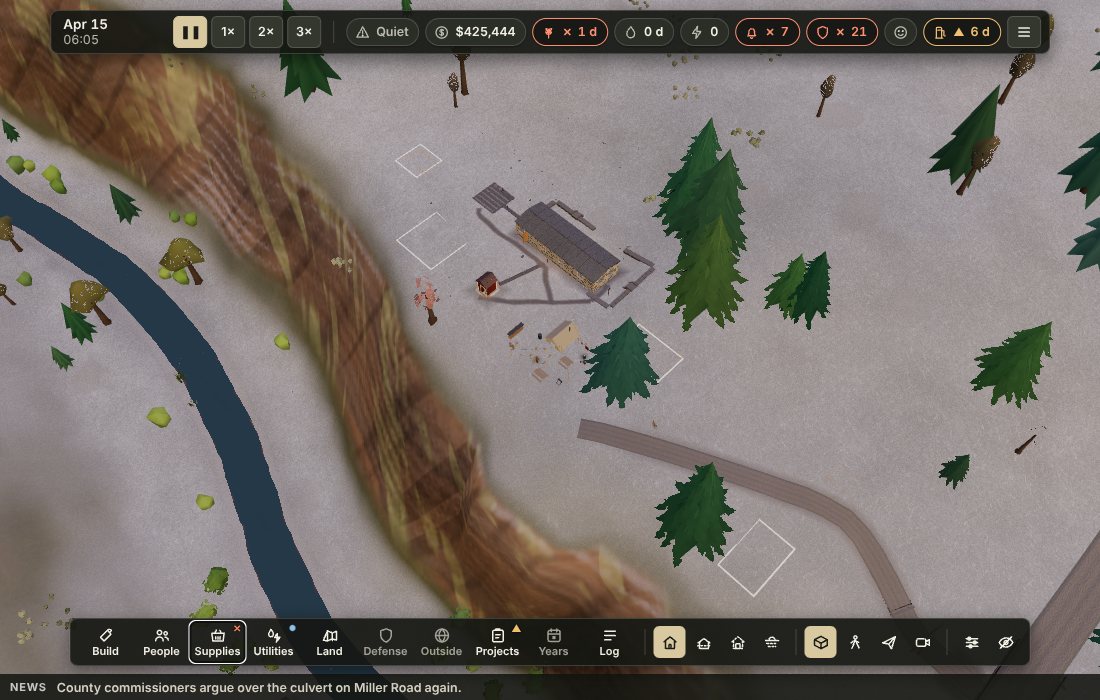 Apr 15
06:05
1×
2×
3×
Quiet
$425,444
× 1 d
0 d
0
× 7
× 21
6 d
Build
People
Supplies
Utilities
Land
Defense
Outside
Projects
Years
Log
NEWS County commissioners argue over the culvert on Miller Road again.